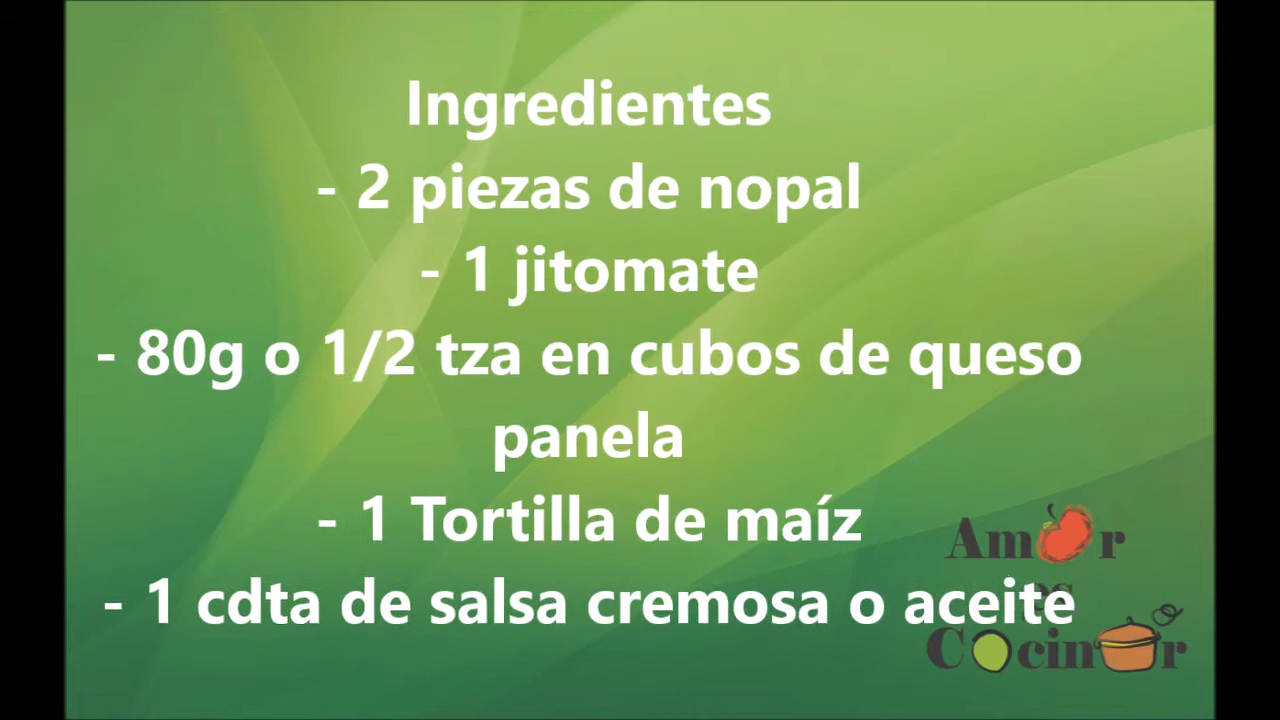 Ingredientes
- 2 piezas de nopal
- 1 jitomate
- 80g o 1/2 tza en cubos de queso
panela
- 1 Tortilla de maíz
- 1 cdta de salsa cremosa o aceite
Amor
es
Cocinar